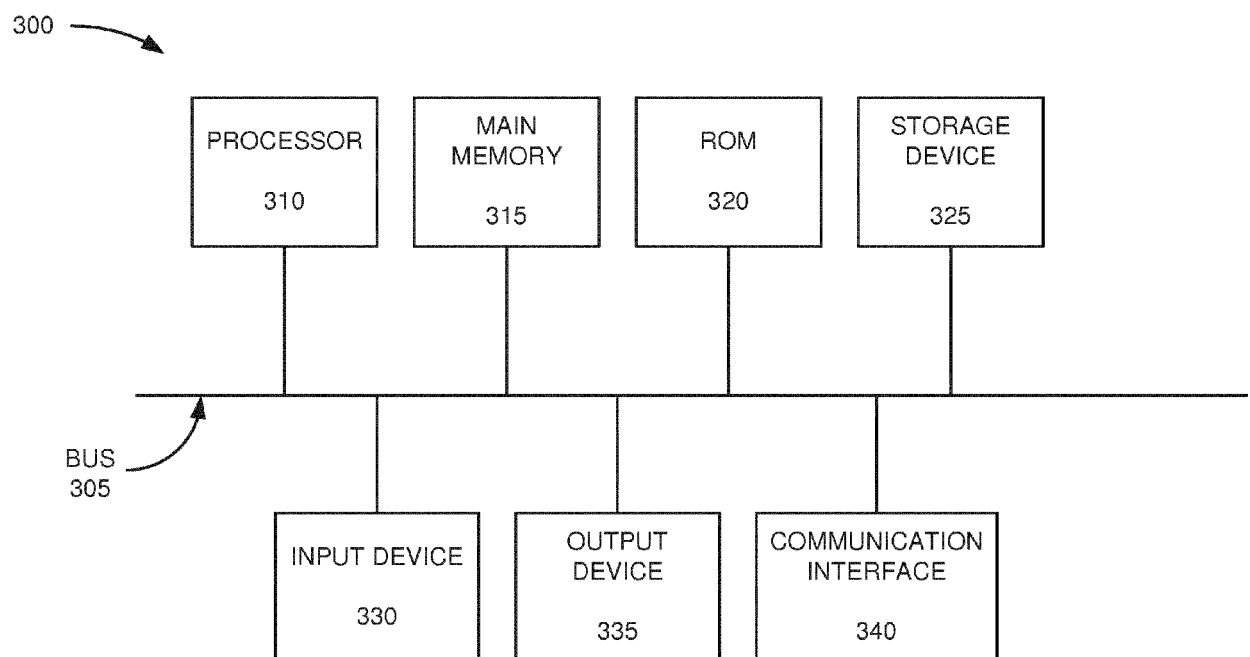 300
PROCESSOR
310
MAIN
MEMORY
315
ROM
320
STORAGE
DEVICE
325
BUS
305
INPUT DEVICE
330
OUTPUT
DEVICE
335
COMMUNICATION
INTERFACE
340